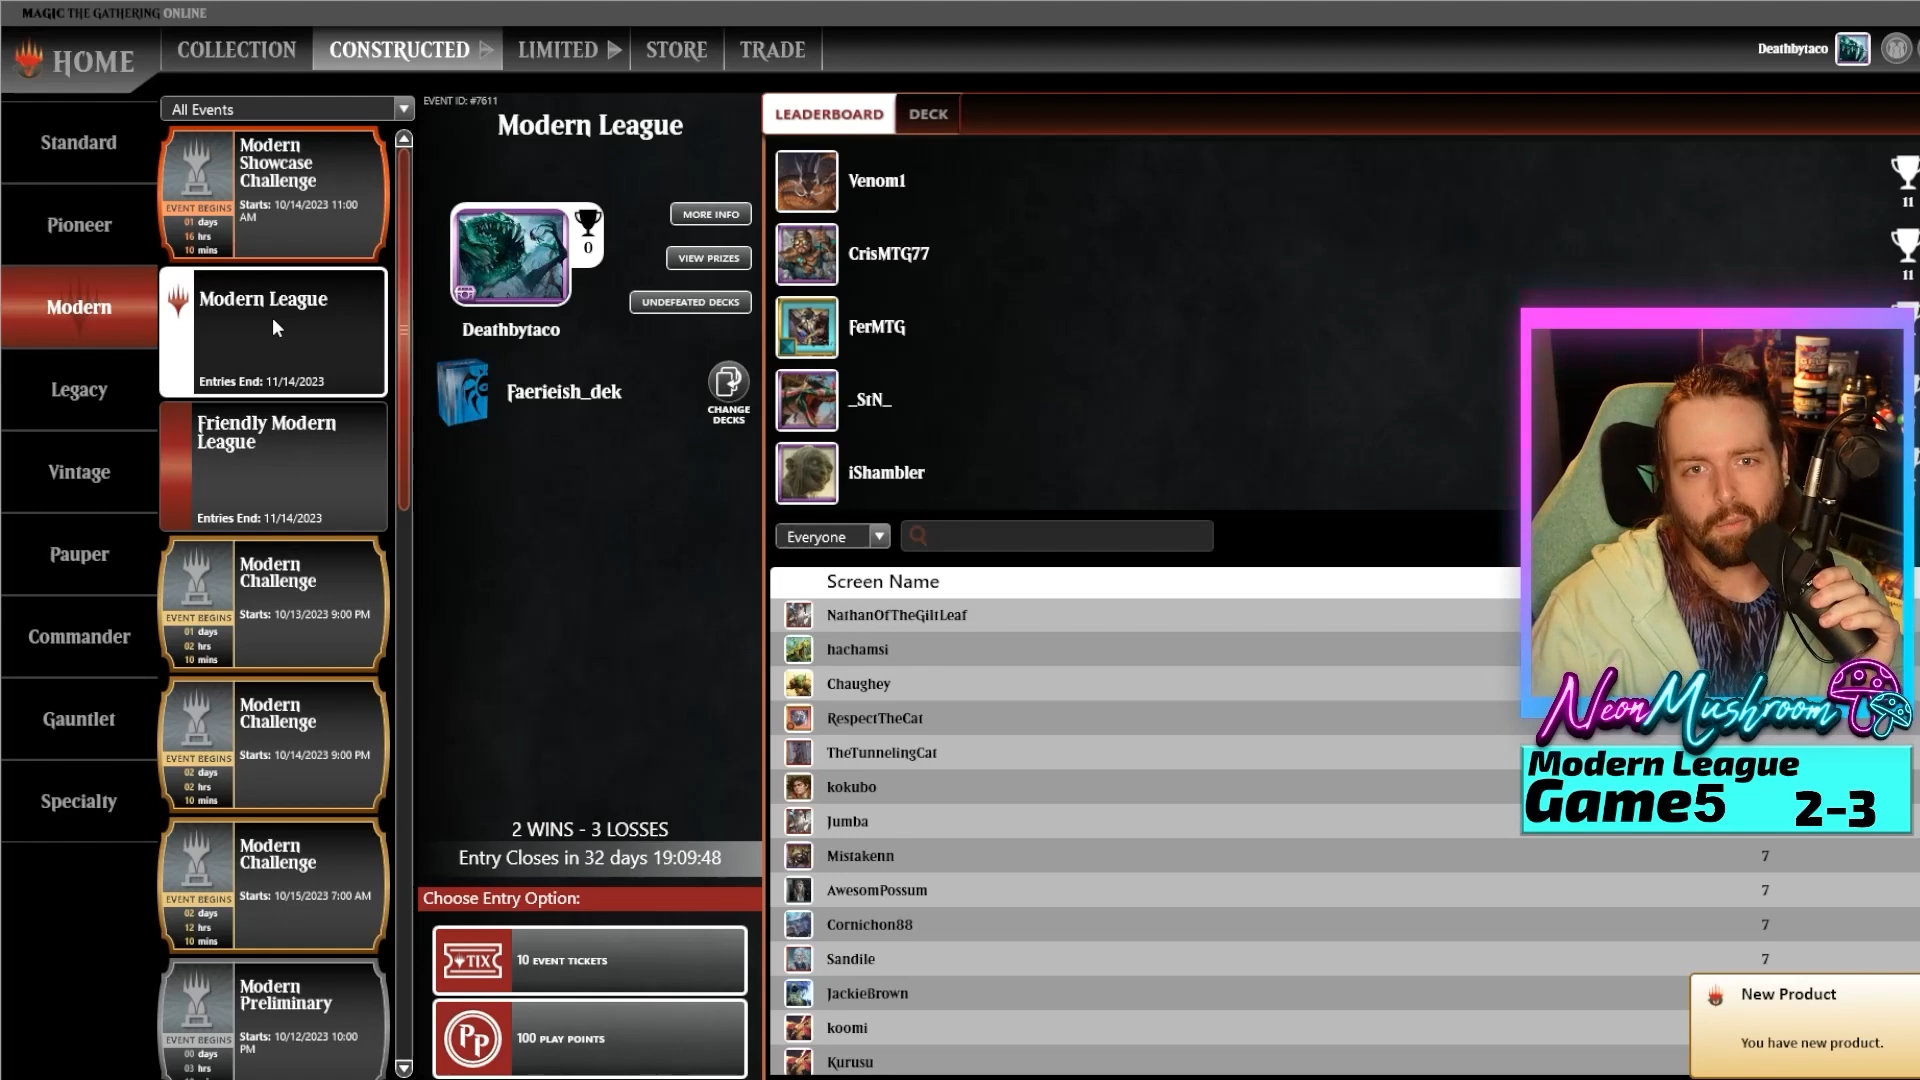 MAGIC THE GATHERING ONLINE
HOME
COLLECTION
CONSTRUCTED
LIMITED
STORE
TRADE
Deathbytaco
Standard
Pioneer
Modern
Legacy
Vintage
Pauper
Commander
Gauntlet
Specialty
All Events
Modern
Showcase
Challenge
Starts: 10/14/2023 11:00
AM
EVENT BEGINS
01 days
16 hrs
10 mins
Modern League
Entries End: 11/14/2023
Friendly Modern
League
Entries End: 11/14/2023
Modern
Challenge
Starts: 10/13/2023 9:00 PM
EVENT BEGINS
01 days
02 hrs
10 mins
Modern
Challenge
Starts: 10/14/2023 9:00 PM
EVENT BEGINS
02 days
02 hrs
10 mins
Modern
Challenge
Starts: 10/15/2023 7:00 AM
EVENT BEGINS
02 days
12 hrs
10 mins
Modern
Preliminary
Starts: 10/12/2023 10:00
PM
EVENT BEGINS
00 days
03 hrs
EVENT ID: #7611
Modern League
0
MORE INFO
VIEW PRIZES
UNDEFEATED DECKS
Deathbytaco
Faerieish_dek
CHANGE
DECKS
2 WINS - 3 LOSSES
Entry Closes in 32 days 19:09:48
Choose Entry Option:
TIX
10 EVENT TICKETS
PP
100 PLAY POINTS
LEADERBOARD
DECK
Venom1
11
CrisMTG77
11
FerMTG
_StN_
iShambler
Everyone
Screen Name
NathanOfTheGiltLeaf
hachamsi
Chaughey
RespectTheCat
TheTunnelingCat
kokubo
Jumba
Mistakenn 7
AwesomPossum 7
Cornichon88 7
Sandile 7
JackieBrown
koomi
Kurusu
NeonMushroom
Modern League
Game5 2-3
New Product
You have new product.